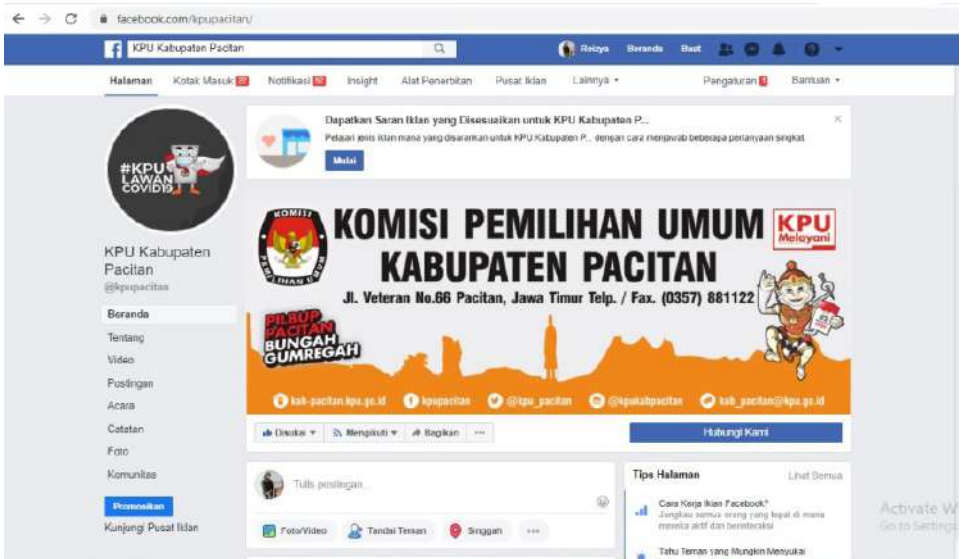 facebook.com/kpupacitan/
KPU Kabupaten Pacitan
Reizya Beranda Buat
Halaman Kotak Masuk Notifikasi Insight Alat Penerbitan Pusat Iklan Lainnya Pengaturan 1 Bantuan
Dapatkan Saran Iklan yang Disesuaikan untuk KPU Kabupaten P...
Pelajari jenis iklan mana yang disarankan untuk KPU Kabupaten P... dengan cara menjawab beberapa pertanyaan singkat.
Mulai
#KPU
LAWAN
COVID19
KPU Kabupaten
Pacitan
@kpupacitan
Beranda
Tentang
Video
Postingan
Acara
Catatan
Foto
Komunitas
Promosikan
Kunjungi Pusat Iklan
KOMISI
PEMILIHAN UMUM
KOMISI PEMILIHAN UMUM
KABUPATEN PACITAN
Jl. Veteran No.66 Pacitan, Jawa Timur Telp. / Fax. (0357) 881122
KPU
Melayani
PILBUP
PACITAN
BUNGAH
GUMREGAH
kab-pacitan.kpu.go.id kpupacitan @kpu_pacitan @kpukabpacitan kab_pacitan@kpu.go.id
Disukai Mengikuti Bagikan
Hubungi Kami
Tulis postingan...
Foto/Video Tandai Teman Singgah
Tips Halaman Lihat Semua
Cara Kerja Iklan Facebook?
Jangkau semua orang yang tepat di mana
mereka aktif dan berinteraksi
Tahu Teman yang Mungkin Menyukai
Activate W
Go to Settings